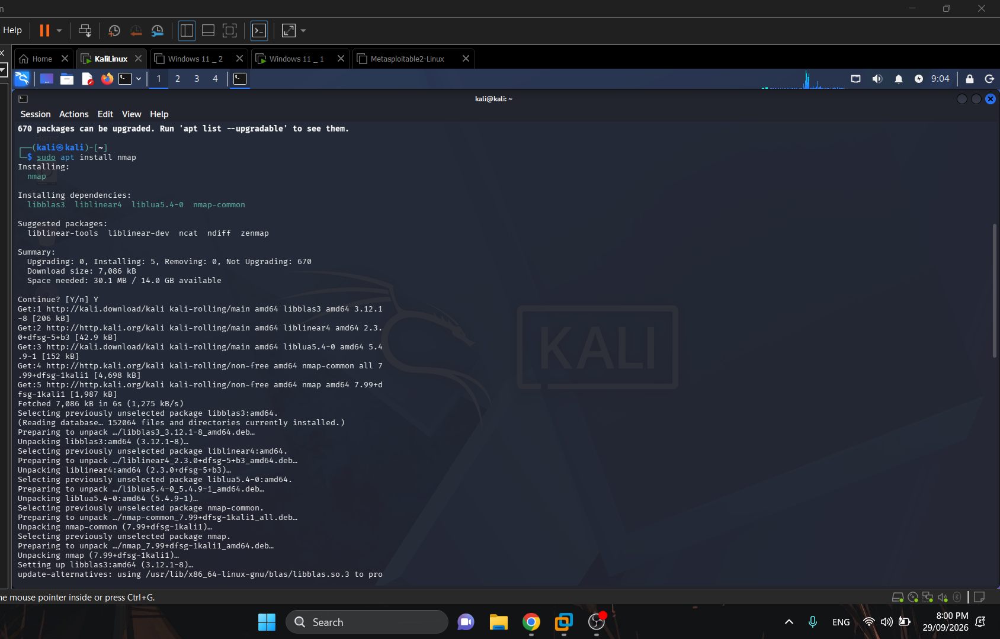 n
Help
Home
KaliLinux
Windows 11 _ 2
Windows 11 _ 1
Metasploitable2-Linux
1 2 3 4
9:04
kali@kali: ~
Session Actions Edit View Help
670 packages can be upgraded. Run 'apt list --upgradable' to see them.
┌──(kali㉿kali)-[~]
└─$ sudo apt install nmap
Installing:
nmap
Installing dependencies:
libblas3 liblinear4 liblua5.4-0 nmap-common
Suggested packages:
liblinear-tools liblinear-dev ncat ndiff zenmap
Summary:
Upgrading: 0, Installing: 5, Removing: 0, Not Upgrading: 670
Download size: 7,086 kB
Space needed: 30.1 MB / 14.0 GB available
Continue? [Y/n] Y
Get:1 http://kali.download/kali kali-rolling/main amd64 libblas3 amd64 3.12.1
-8 [206 kB]
Get:2 http://http.kali.org/kali kali-rolling/main amd64 liblinear4 amd64 2.3.
0+dfsg-5+b3 [42.9 kB]
Get:3 http://kali.download/kali kali-rolling/main amd64 liblua5.4-0 amd64 5.4
.9-1 [152 kB]
Get:4 http://http.kali.org/kali kali-rolling/non-free amd64 nmap-common all 7
.99+dfsg-1kali1 [4,698 kB]
Get:5 http://http.kali.org/kali kali-rolling/non-free amd64 nmap amd64 7.99+d
fsg-1kali1 [1,987 kB]
Fetched 7,086 kB in 6s (1,275 kB/s)
Selecting previously unselected package libblas3:amd64.
(Reading database… 152064 files and directories currently installed.)
Preparing to unpack …/libblas3_3.12.1-8_amd64.deb…
Unpacking libblas3:amd64 (3.12.1-8)…
Selecting previously unselected package liblinear4:amd64.
Preparing to unpack …/liblinear4_2.3.0+dfsg-5+b3_amd64.deb…
Unpacking liblinear4:amd64 (2.3.0+dfsg-5+b3)…
Selecting previously unselected package liblua5.4-0:amd64.
Preparing to unpack …/liblua5.4-0_5.4.9-1_amd64.deb…
Unpacking liblua5.4-0:amd64 (5.4.9-1)…
Selecting previously unselected package nmap-common.
Preparing to unpack …/nmap-common_7.99+dfsg-1kali1_all.deb…
Unpacking nmap-common (7.99+dfsg-1kali1)…
Selecting previously unselected package nmap.
Preparing to unpack …/nmap_7.99+dfsg-1kali1_amd64.deb…
Unpacking nmap (7.99+dfsg-1kali1)…
Setting up libblas3:amd64 (3.12.1-8)…
update-alternatives: using /usr/lib/x86_64-linux-gnu/blas/libblas.so.3 to pro
KALI
ne mouse pointer inside or press Ctrl+G.
Search
ENG
8:00 PM
29/09/2026